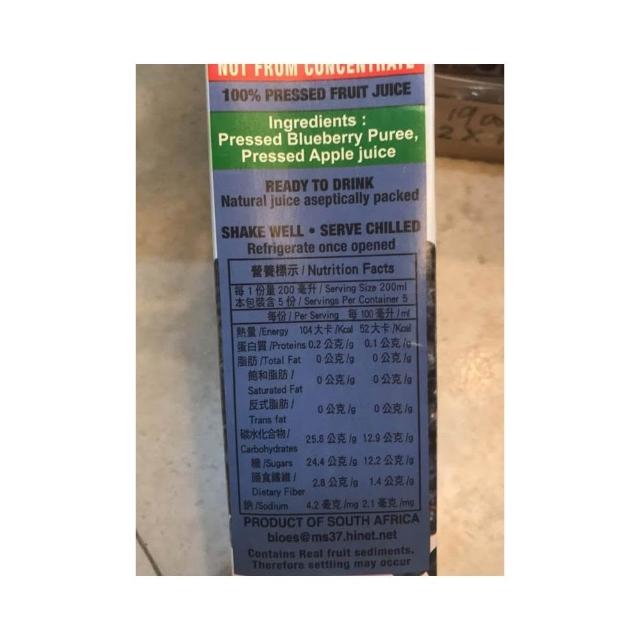 NOT FROM CONCENTRATE
100% PRESSED FRUIT JUICE
Ingredients :
Pressed Blueberry Puree,
Pressed Apple juice
READY TO DRINK
Natural juice aseptically packed
SHAKE WELL • SERVE CHILLED
Refrigerate once opened
營養標示 / Nutrition Facts
每 1 份量 200 毫升 / Serving Size 200ml
本包裝含 5 份 / Servings Per Container 5
每份 / Per Serving 每 100 毫升 / ml
熱量 /Energy 104 大卡 /Kcal 52 大卡 /Kcal
蛋白質 /Proteins 0.2 公克 /g 0.1 公克 /g
脂肪 /Total Fat 0 公克 /g 0 公克 /g
飽和脂肪 /
Saturated Fat 0 公克 /g 0 公克 /g
反式脂肪 /
Trans fat 0 公克 /g 0 公克 /g
碳水化合物 /
Carbohydrates 25.8 公克 /g 12.9 公克 /g
糖 /Sugars 24.4 公克 /g 12.2 公克 /g
膳食纖維 /
Dietary Fiber 2.8 公克 /g 1.4 公克 /g
鈉 /Sodium 4.2 毫克 /mg 2.1 毫克 /mg
PRODUCT OF SOUTH AFRICA
bioes@ms37.hinet.net
Contains Real fruit sediments.
Therefore settling may occur